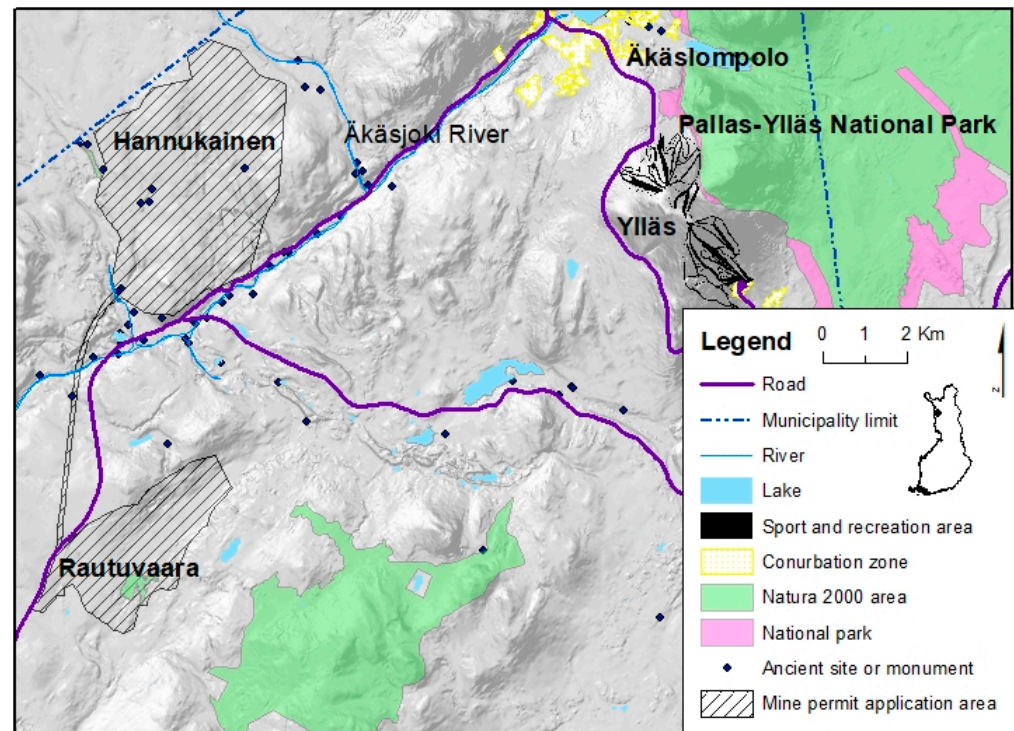 Äkäslompolo
Hannukainen
Äkäsjoki River
Pallas-Ylläs National Park
Ylläs
Rautuvaara
Legend
0 1 2 Km
N
Road
Municipality limit
River
Lake
Sport and recreation area
Conurbation zone
Natura 2000 area
National park
Ancient site or monument
Mine permit application area